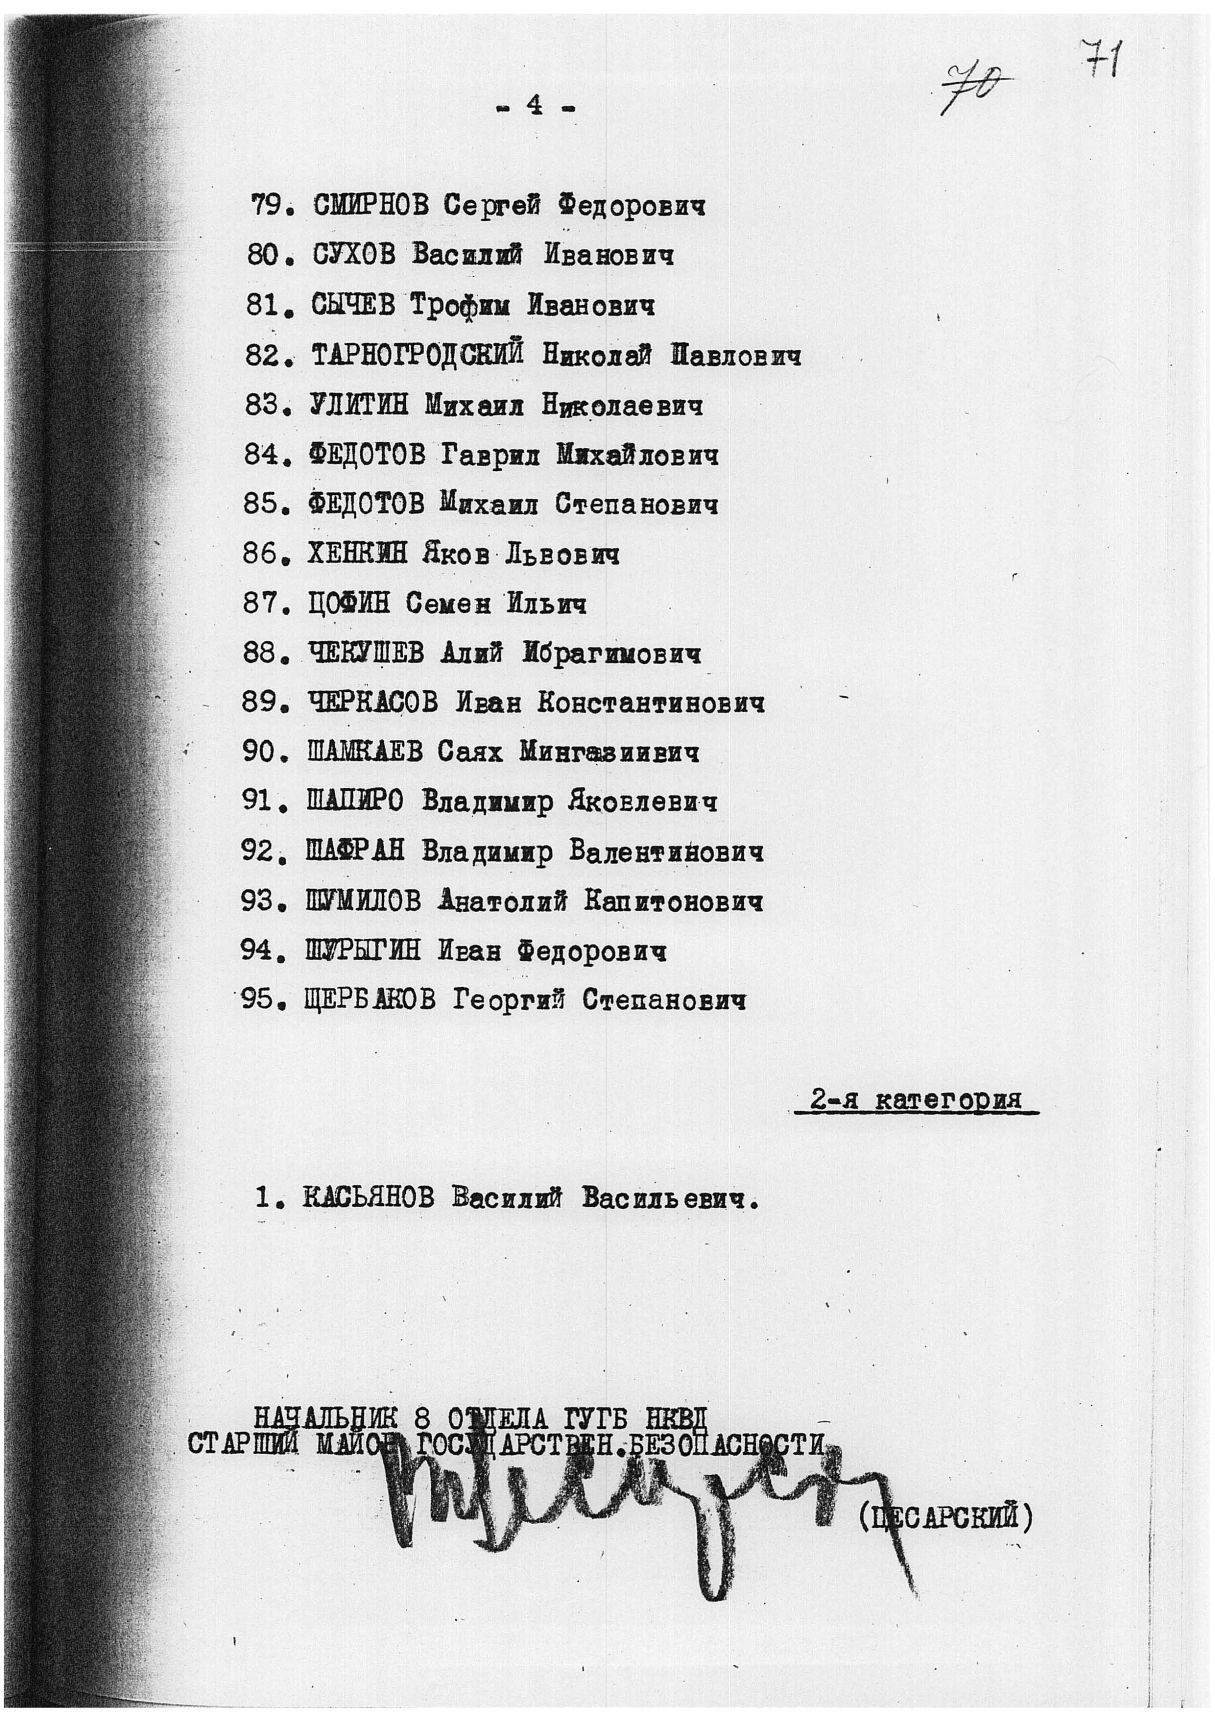 70 71
- 4 -
79. СМИРНОВ Сергей Федорович
80. СУХОВ Василий Иванович
81. СЫЧЕВ Трофим Иванович
82. ТАРНОГРОДСКИЙ Николай Павлович
83. УЛИТИН Михаил Николаевич
84. ФЕДОТОВ Гаврил Михайлович
85. ФЕДОТОВ Михаил Степанович
86. ХЕНКИН Яков Львович
87. ЦОФИН Семен Ильич
88. ЧЕКУШЕВ Алий Ибрагимович
89. ЧЕРКАСОВ Иван Константинович
90. ШАМКАЕВ Саях Мингазиивич
91. ШАПИРО Владимир Яковлевич
92. ШАФРАН Владимир Валентинович
93. ШУМИЛОВ Анатолий Капитонович
94. ШУРЫГИН Иван Федорович
95. ЩЕРБАКОВ Георгий Степанович
2-я категория
1. КАСЬЯНОВ Василий Васильевич.
НАЧАЛЬНИК 8 ОТДЕЛА ГУГБ НКВД
СТАРШИЙ МАЙОР ГОСУДАРСТВЕН.БЕЗОПАСНОСТИ
(ЦЕСАРСКИЙ)